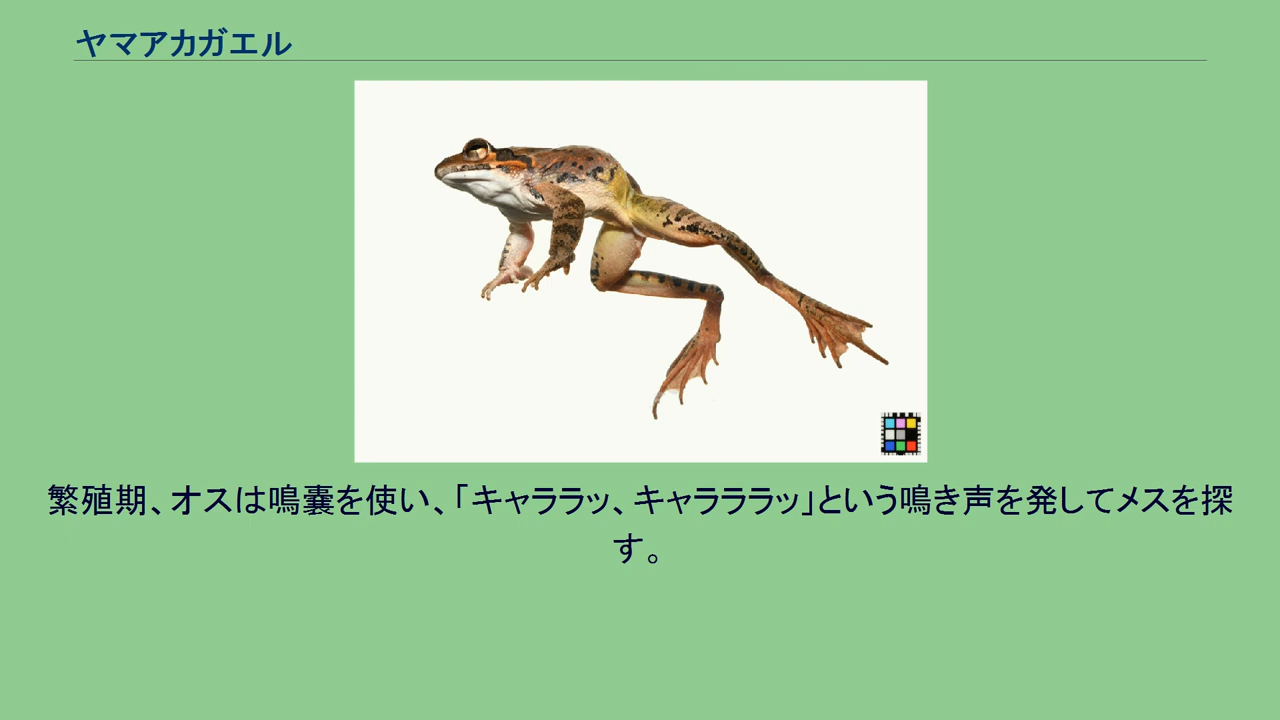 ヤマアカガエル
繁殖期、オスは鳴嚢を使い、「キャララッ、キャラララッ」という鳴き声を発してメスを探
す。